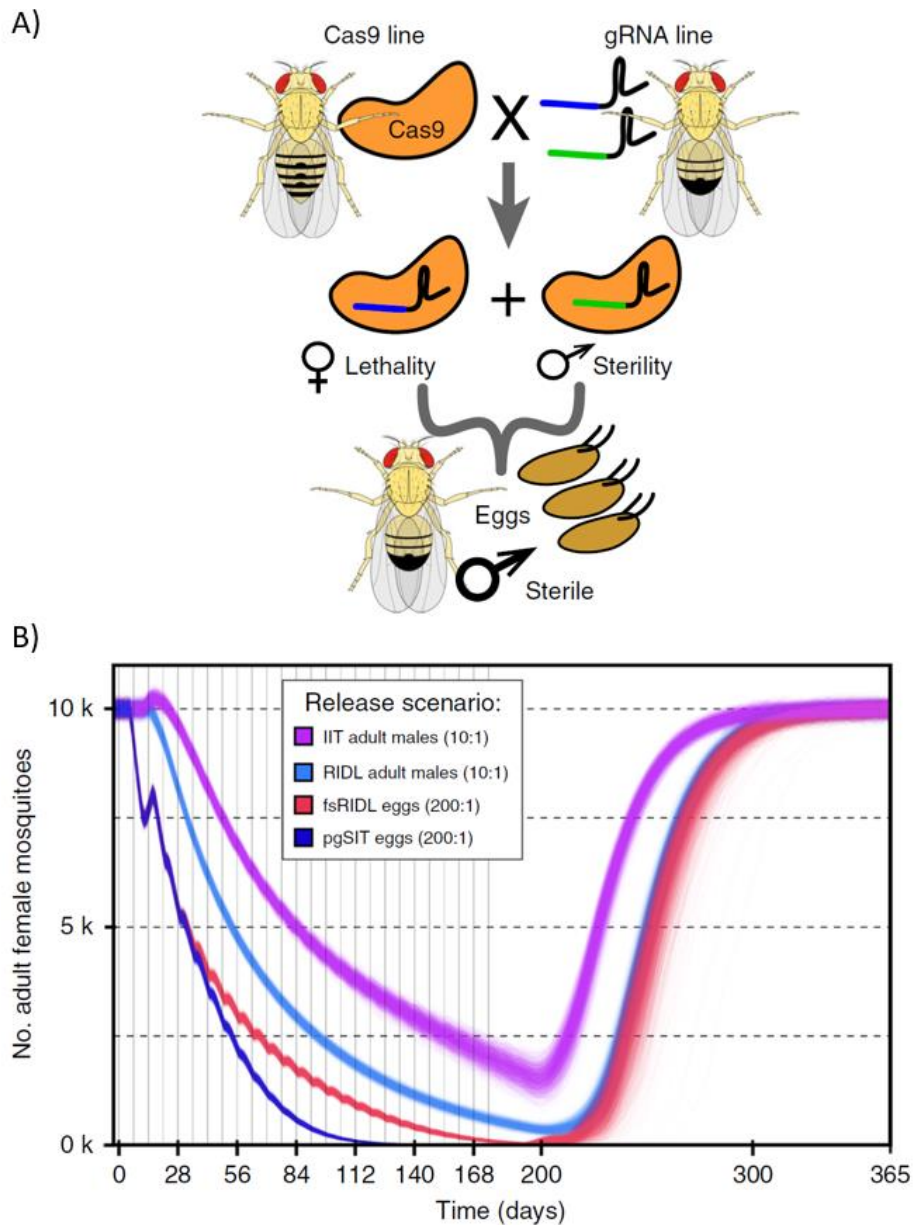 A)
Cas9 line
gRNA line
Cas9
X
+
♀ Lethality
♂ Sterility
Eggs
♂ Sterile
B)
Release scenario:
IIT adult males (10:1)
RIDL adult males (10:1)
fsRIDL eggs (200:1)
pgSIT eggs (200:1)
No. adult female mosquitoes
10 k
5 k
0 k
0 28 56 84 112 140 168 200 300 365
Time (days)